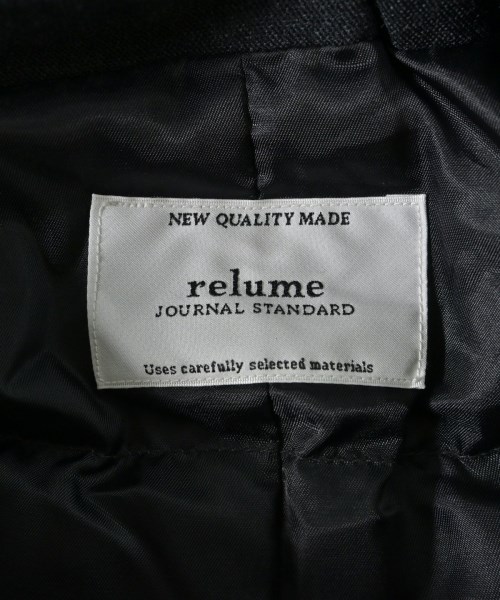 NEW QUALITY MADE
relume
JOURNAL STANDARD
Uses carefully selected materials